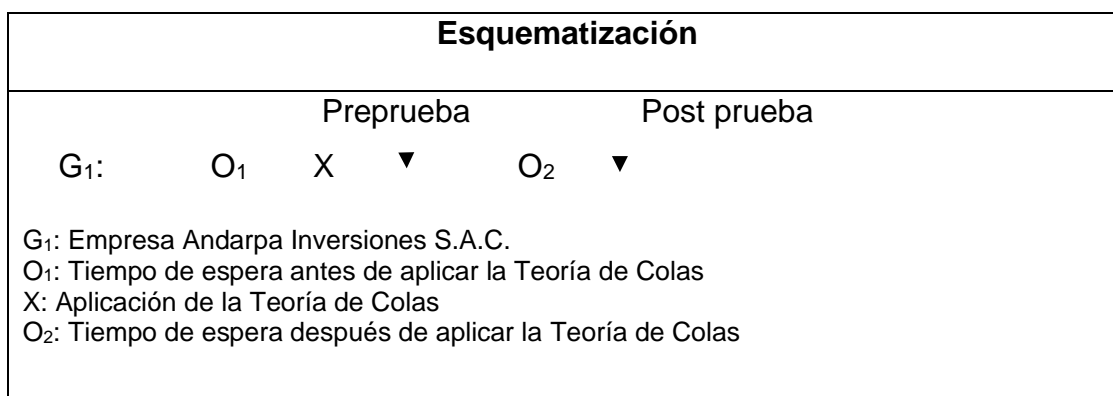 Esquematización
Preprueba Post prueba
G₁: O₁ X ▼ O₂ ▼
G₁: Empresa Andarpa Inversiones S.A.C.
O₁: Tiempo de espera antes de aplicar la Teoría de Colas
X: Aplicación de la Teoría de Colas
O₂: Tiempo de espera después de aplicar la Teoría de Colas